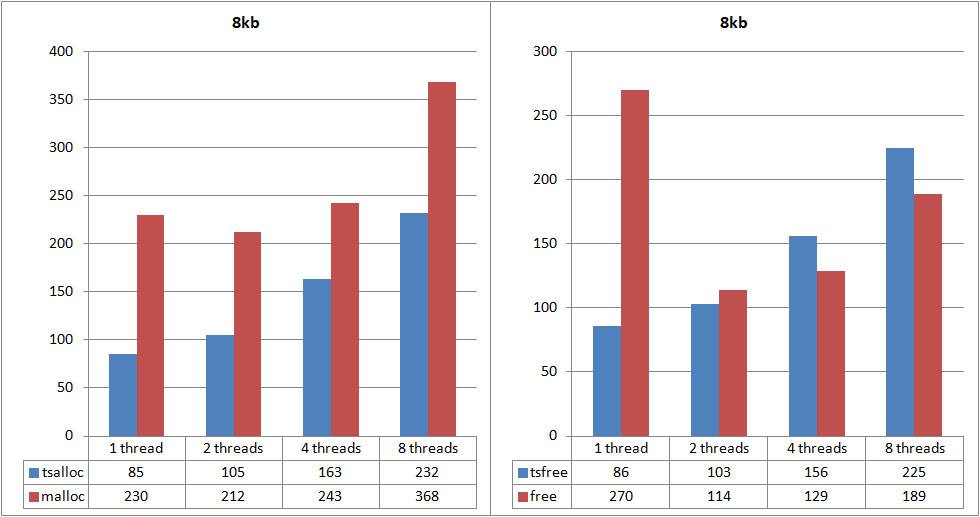 8kb
400
350
300
250
200
150
100
50
0
1 thread 2 threads 4 threads 8 threads
tsalloc 85 105 163 232
malloc 230 212 243 368
8kb
300
250
200
150
100
50
0
1 thread 2 threads 4 threads 8 threads
tsfree 86 103 156 225
free 270 114 129 189